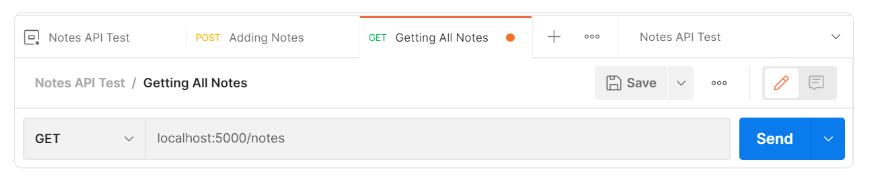 Notes API Test POST Adding Notes GET Getting All Notes Notes API Test
Notes API Test / Getting All Notes Save
GET localhost:5000/notes Send